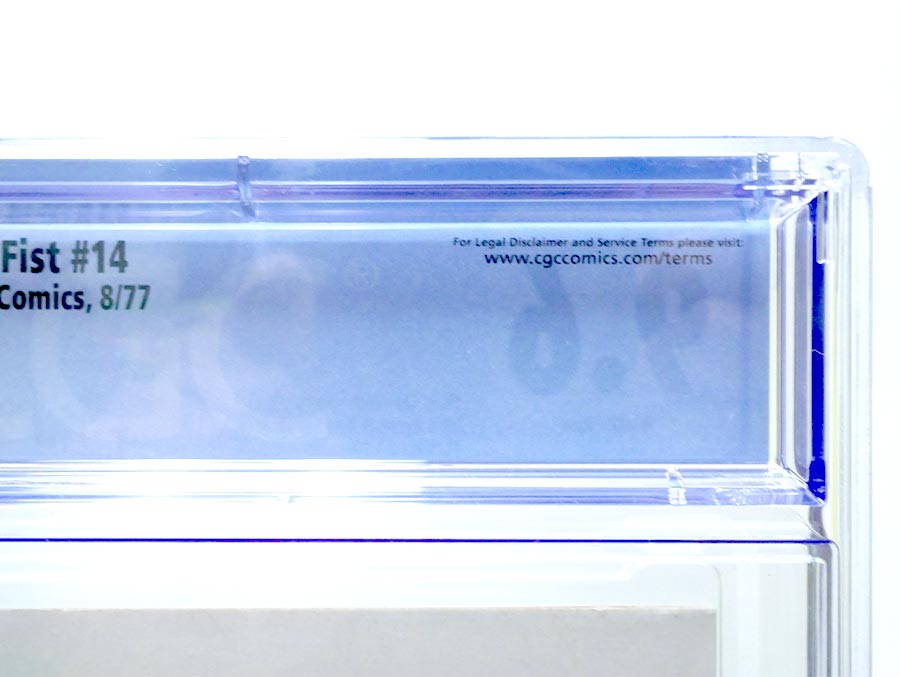 Fist #14
Comics, 8/77
For Legal Disclaimer and Service Terms please visit:
www.cgccomics.com/terms